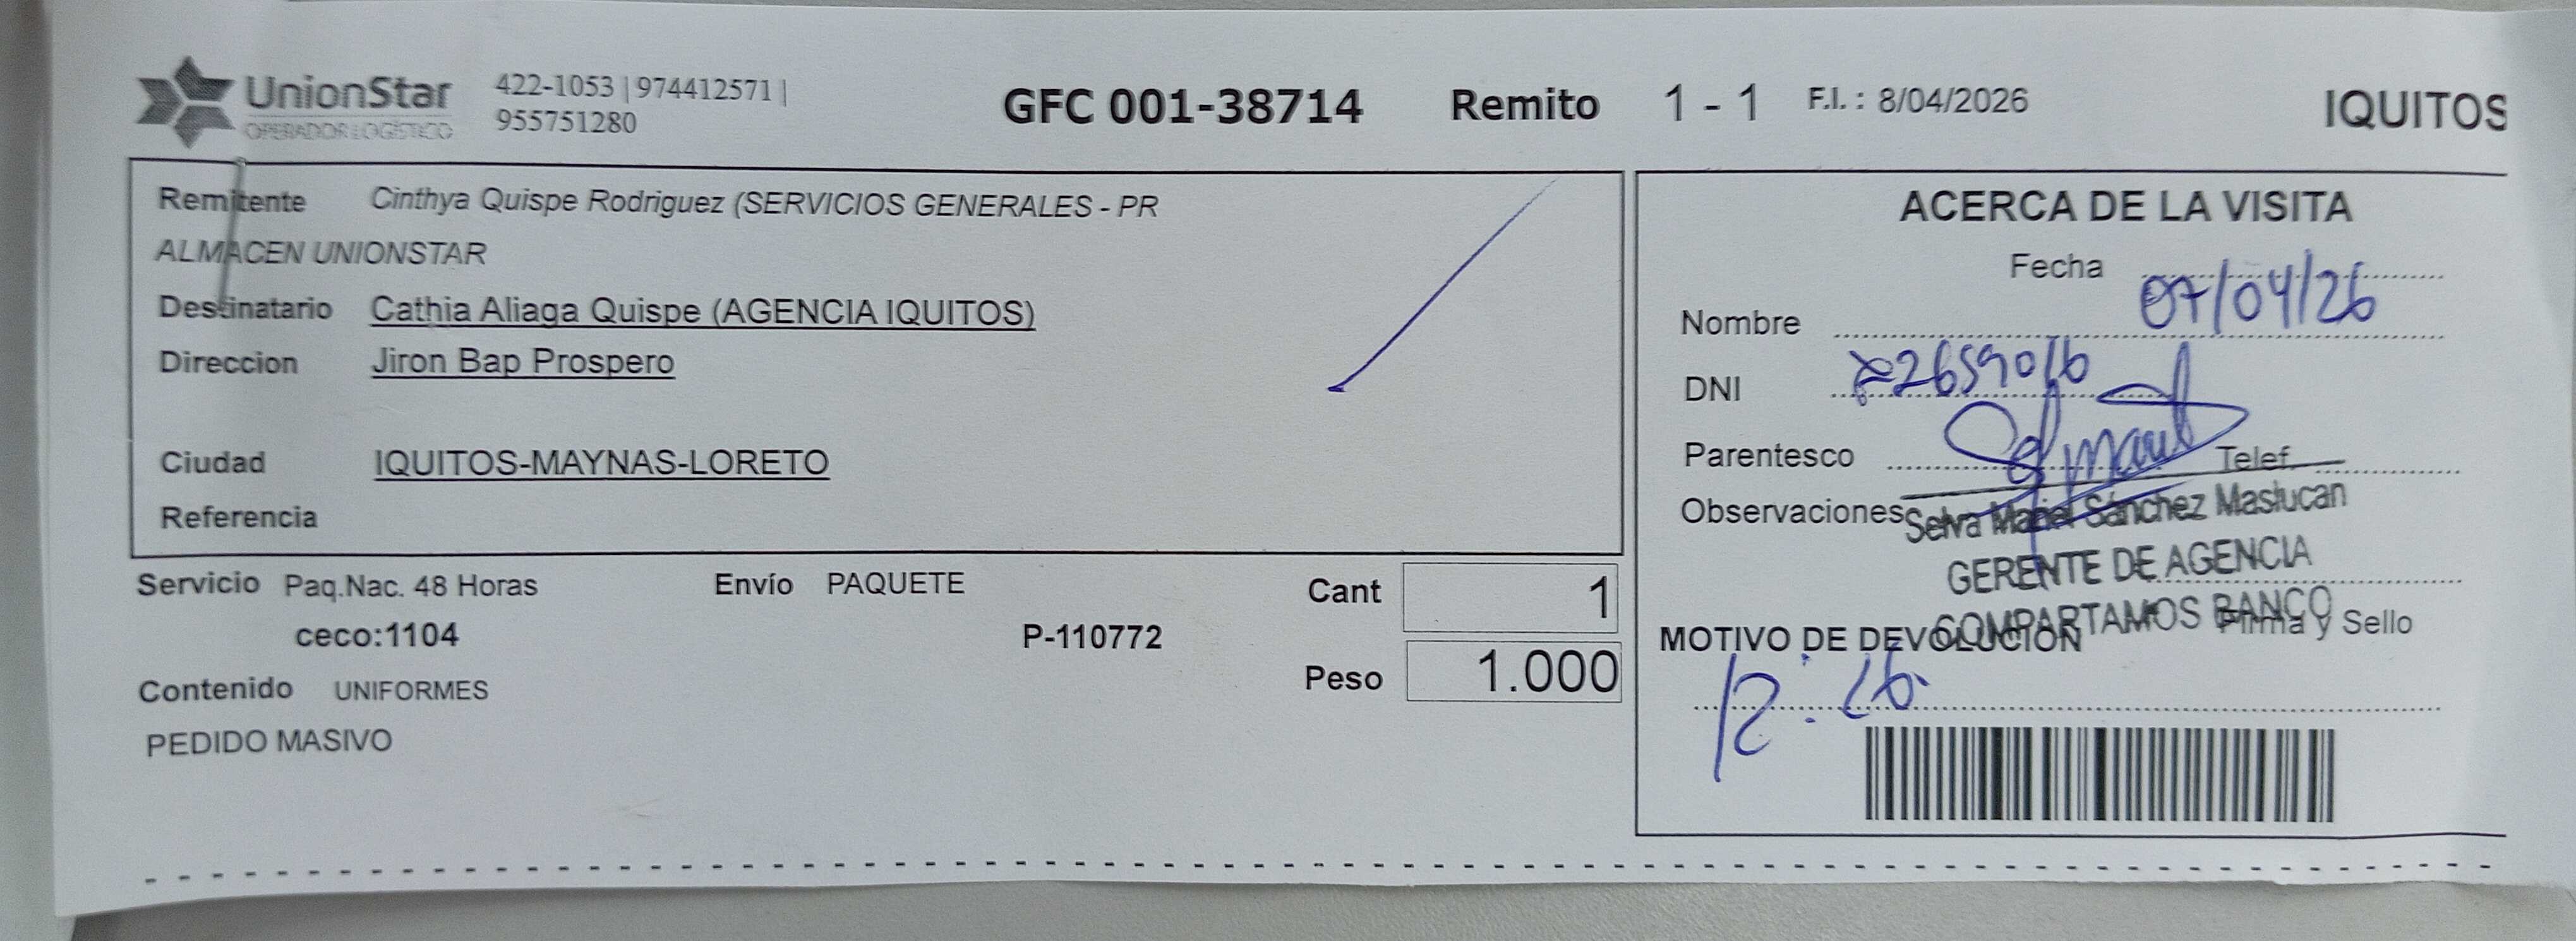 UnionStar
OPERADOR LOGÍSTICO
422-1053 | 974412571 |
955751280
GFC 001-38714 Remito 1 - 1 F.I. : 8/04/2026 IQUITOS
Remitente Cinthya Quispe Rodriguez (SERVICIOS GENERALES - PR
ALMACEN UNIONSTAR
Destinatario Cathia Aliaga Quispe (AGENCIA IQUITOS)
Direccion Jiron Bap Prospero
Ciudad IQUITOS-MAYNAS-LORETO
Referencia
Servicio Paq.Nac. 48 Horas Envío PAQUETE Cant 1
ceco:1104 P-110772
Peso 1.000
Contenido UNIFORMES
PEDIDO MASIVO
ACERCA DE LA VISITA
Fecha 07/04/26
Nombre
DNI
Parentesco Telef.
Observaciones
Selva Mabel Sánchez Maslucan
GERENTE DE AGENCIA
COMPARTAMOS BANCO
Firma y Sello
MOTIVO DE DEVOLUCIÓN